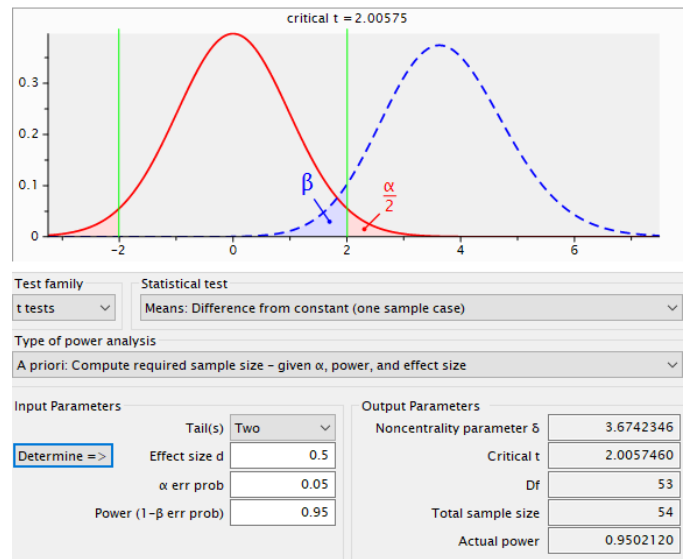 critical t = 2.00575
0.3
0.2
0.1
0
β
α
2
−2 0 2 4 6
Test family Statistical test
t tests Means: Difference from constant (one sample case)
Type of power analysis
A priori: Compute required sample size – given α, power, and effect size
Input Parameters Output Parameters
Tail(s) Two Noncentrality parameter δ 3.6742346
Determine => Effect size d 0.5 Critical t 2.0057460
α err prob 0.05 Df 53
Power (1-β err prob) 0.95 Total sample size 54
Actual power 0.9502120